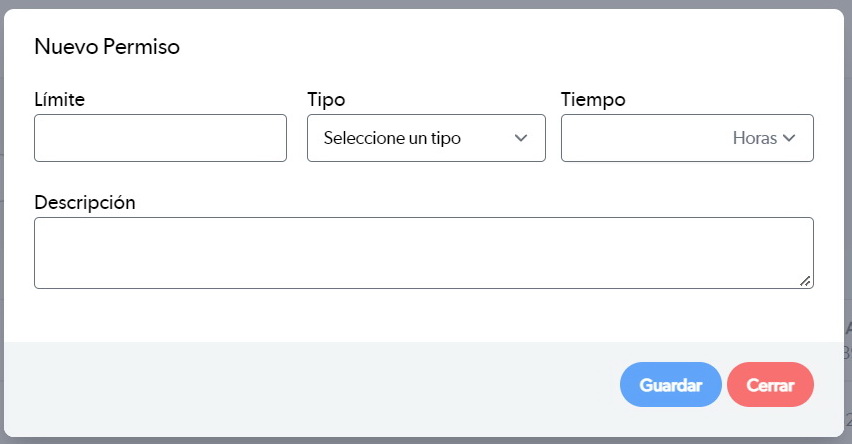 Nuevo Permiso
Límite Tipo Tiempo
Seleccione un tipo Horas
Descripción
Guardar Cerrar